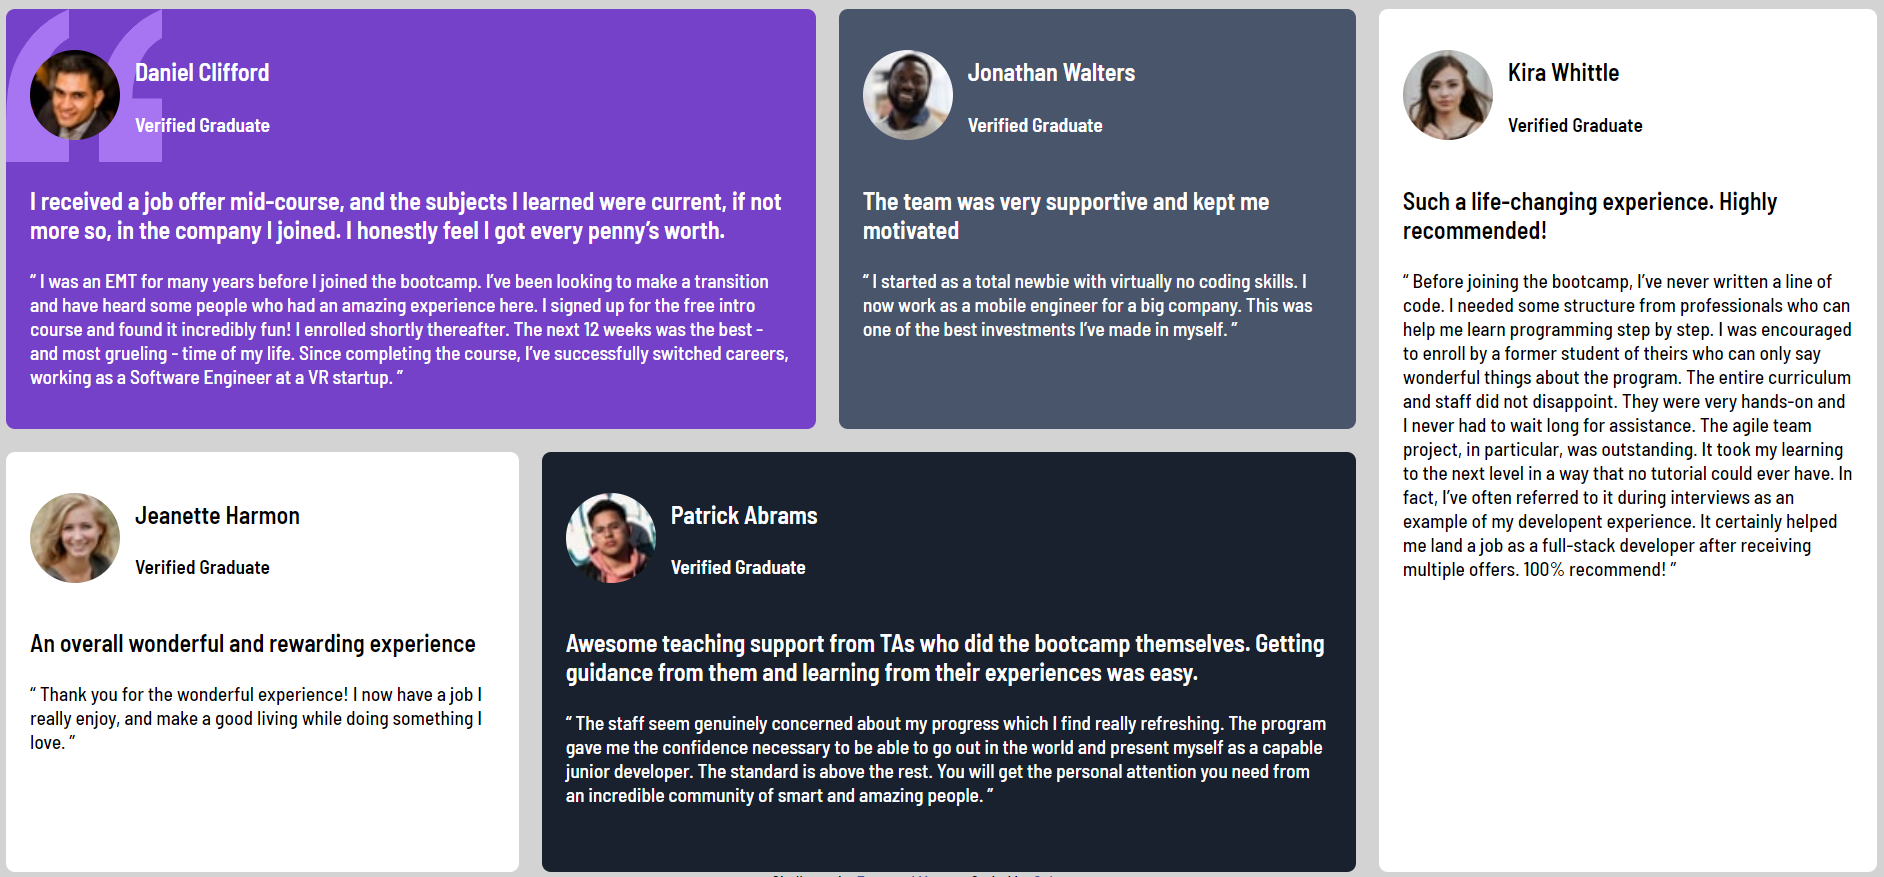 Daniel Clifford
Verified Graduate
I received a job offer mid-course, and the subjects I learned were current, if not
more so, in the company I joined. I honestly feel I got every penny’s worth.
“ I was an EMT for many years before I joined the bootcamp. I’ve been looking to make a transition
and have heard some people who had an amazing experience here. I signed up for the free intro
course and found it incredibly fun! I enrolled shortly thereafter. The next 12 weeks was the best -
and most grueling - time of my life. Since completing the course, I’ve successfully switched careers,
working as a Software Engineer at a VR startup. ”
Jonathan Walters
Verified Graduate
The team was very supportive and kept me
motivated
“ I started as a total newbie with virtually no coding skills. I
now work as a mobile engineer for a big company. This was
one of the best investments I’ve made in myself. ”
Kira Whittle
Verified Graduate
Such a life-changing experience. Highly
recommended!
“ Before joining the bootcamp, I’ve never written a line of
code. I needed some structure from professionals who can
help me learn programming step by step. I was encouraged
to enroll by a former student of theirs who can only say
wonderful things about the program. The entire curriculum
and staff did not disappoint. They were very hands-on and
I never had to wait long for assistance. The agile team
project, in particular, was outstanding. It took my learning
to the next level in a way that no tutorial could ever have. In
fact, I’ve often referred to it during interviews as an
example of my developent experience. It certainly helped
me land a job as a full-stack developer after receiving
multiple offers. 100% recommend! ”
Jeanette Harmon
Verified Graduate
An overall wonderful and rewarding experience
“ Thank you for the wonderful experience! I now have a job I
really enjoy, and make a good living while doing something I
love. ”
Patrick Abrams
Verified Graduate
Awesome teaching support from TAs who did the bootcamp themselves. Getting
guidance from them and learning from their experiences was easy.
“ The staff seem genuinely concerned about my progress which I find really refreshing. The program
gave me the confidence necessary to be able to go out in the world and present myself as a capable
junior developer. The standard is above the rest. You will get the personal attention you need from
an incredible community of smart and amazing people. ”